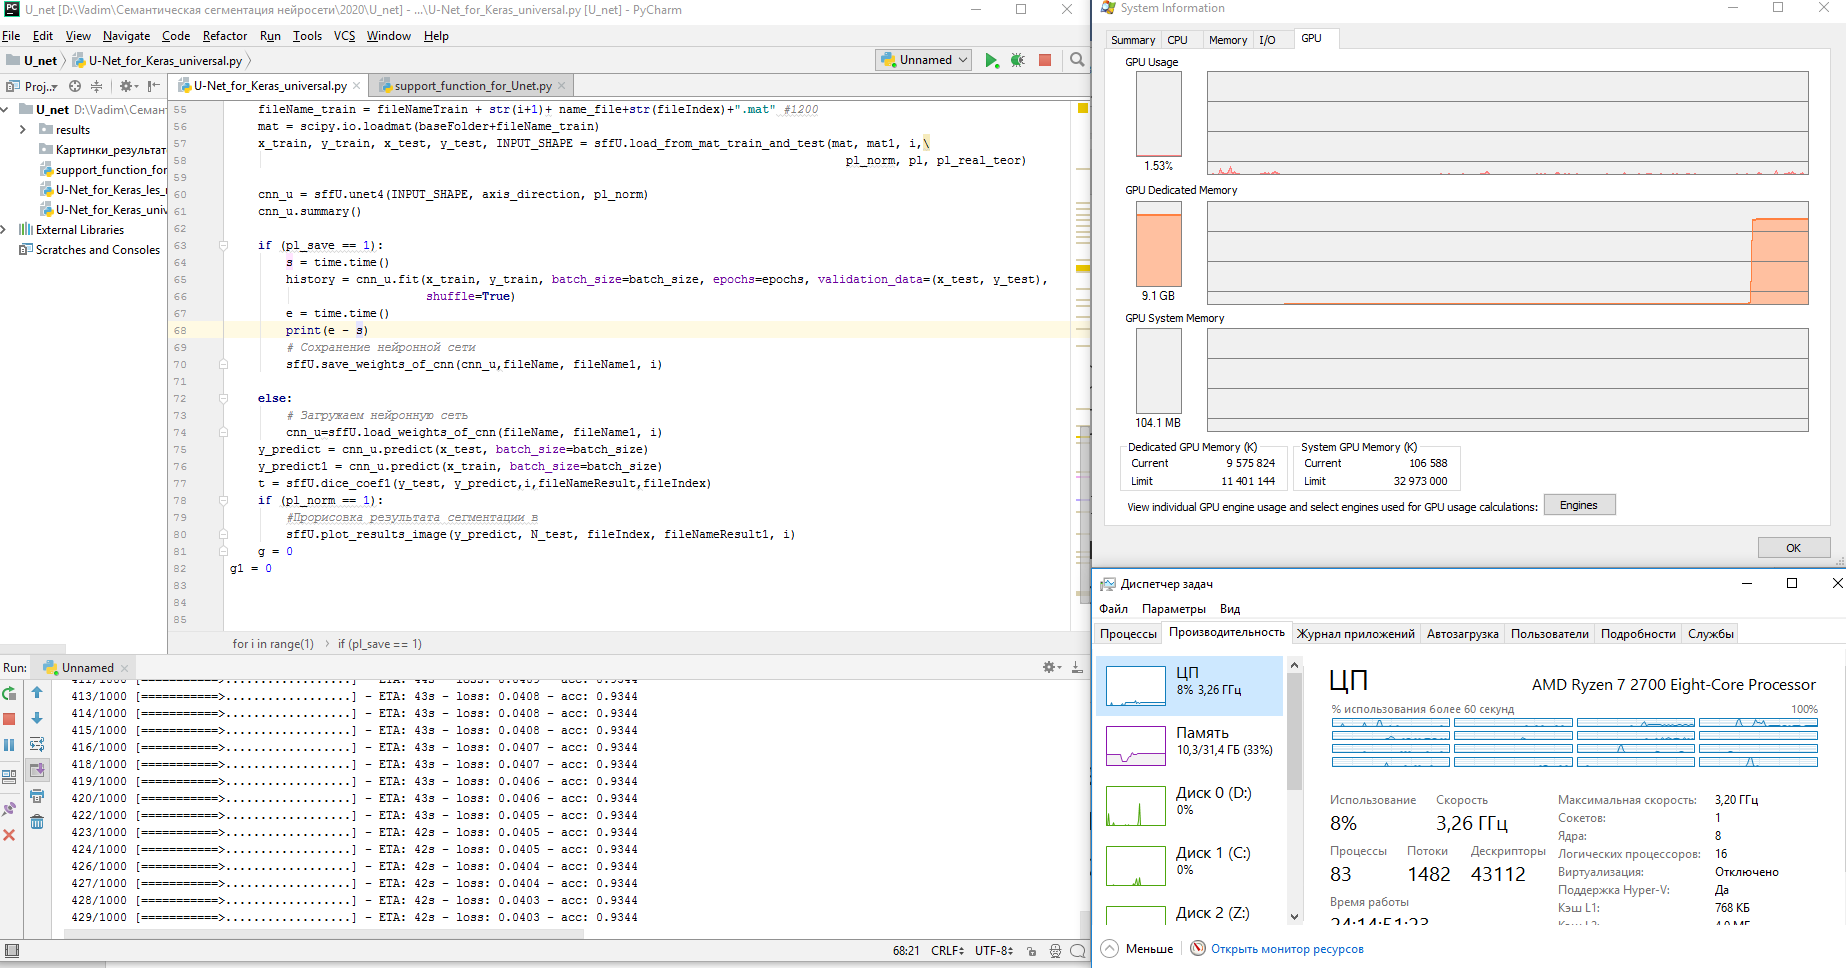 U_net [D:\Vadim\Семантическая сегментация нейросети\2020\U_net] - ...\U-Net_for_Keras_universal.py [U_net] - PyCharm
File Edit View Navigate Code Refactor Run Tools VCS Window Help
U_net U-Net_for_Keras_universal.py
Unnamed
Proj...
U-Net_for_Keras_universal.py support_function_for_Unet.py
U_net D:\Vadim\Семант
results
Картинки_результат
support_function_for
U-Net_for_Keras_les_
U-Net_for_Keras_univ
External Libraries
Scratches and Consoles
55 fileName_train = fileNameTrain + str(i+1)+ name_file+str(fileIndex)+".mat" #1200
56 mat = scipy.io.loadmat(baseFolder+fileName_train)
57 x_train, y_train, x_test, y_test, INPUT_SHAPE = sffU.load_from_mat_train_and_test(mat, mat1, i,\
58 pl_norm, pl, pl_real_teor)
59
60 cnn_u = sffU.unet4(INPUT_SHAPE, axis_direction, pl_norm)
61 cnn_u.summary()
62
63 if (pl_save == 1):
64 s = time.time()
65 history = cnn_u.fit(x_train, y_train, batch_size=batch_size, epochs=epochs, validation_data=(x_test, y_test),
66 shuffle=True)
67 e = time.time()
68 print(e - s)
69 # Сохранение нейронной сети
70 sffU.save_weights_of_cnn(cnn_u,fileName, fileName1, i)
71
72 else:
73 # Загружаем нейронную сеть
74 cnn_u=sffU.load_weights_of_cnn(fileName, fileName1, i)
75 y_predict = cnn_u.predict(x_test, batch_size=batch_size)
76 y_predict1 = cnn_u.predict(x_train, batch_size=batch_size)
77 t = sffU.dice_coef1(y_test, y_predict,i,fileNameResult,fileIndex)
78 if (pl_norm == 1):
79 #Прорисовка результата сегментации в
80 sffU.plot_results_image(y_predict, N_test, fileIndex, fileNameResult1, i)
81 g = 0
82 g1 = 0
83
84
85
for i in range(1) if (pl_save == 1)
Run: Unnamed
411/1000 [===========>..................] - ETA: 44s - loss: 0.0409 - acc: 0.9344
413/1000 [===========>..................] - ETA: 43s - loss: 0.0408 - acc: 0.9344
414/1000 [===========>..................] - ETA: 43s - loss: 0.0408 - acc: 0.9344
415/1000 [===========>..................] - ETA: 43s - loss: 0.0408 - acc: 0.9344
416/1000 [===========>..................] - ETA: 43s - loss: 0.0407 - acc: 0.9344
418/1000 [===========>..................] - ETA: 43s - loss: 0.0407 - acc: 0.9344
419/1000 [===========>..................] - ETA: 43s - loss: 0.0406 - acc: 0.9344
420/1000 [===========>..................] - ETA: 43s - loss: 0.0406 - acc: 0.9344
422/1000 [===========>..................] - ETA: 43s - loss: 0.0405 - acc: 0.9344
423/1000 [===========>..................] - ETA: 42s - loss: 0.0405 - acc: 0.9344
424/1000 [===========>..................] - ETA: 42s - loss: 0.0405 - acc: 0.9344
426/1000 [===========>..................] - ETA: 42s - loss: 0.0404 - acc: 0.9344
427/1000 [===========>..................] - ETA: 42s - loss: 0.0404 - acc: 0.9344
428/1000 [===========>..................] - ETA: 42s - loss: 0.0403 - acc: 0.9344
429/1000 [===========>..................] - ETA: 42s - loss: 0.0403 - acc: 0.9344
68:21 CRLF UTF-8
System Information
Summary CPU Memory I/O GPU
GPU Usage
1.53%
GPU Dedicated Memory
9.1 GB
GPU System Memory
104.1 MB
Dedicated GPU Memory (K) System GPU Memory (K)
Current 9 575 824 Current 106 588
Limit 11 401 144 Limit 32 973 000
View individual GPU engine usage and select engines used for GPU usage calculations: Engines
OK
Диспетчер задач
Файл Параметры Вид
Процессы Производительность Журнал приложений Автозагрузка Пользователи Подробности Службы
ЦП
8% 3,26 ГГц
Память
10,3/31,4 ГБ (33%)
Диск 0 (D:)
0%
Диск 1 (C:)
0%
Диск 2 (Z:)
ЦП AMD Ryzen 7 2700 Eight-Core Processor
% использования более 60 секунд 100%
Использование Скорость
8% 3,26 ГГц
Процессы Потоки Дескрипторы
83 1482 43112
Время работы
24:14:51:23
Максимальная скорость: 3,20 ГГц
Сокетов: 1
Ядра: 8
Логических процессоров: 16
Виртуализация: Отключено
Поддержка Hyper-V: Да
Кэш L1: 768 КБ
Кэш L2: 4,0 МБ
Меньше Открыть монитор ресурсов